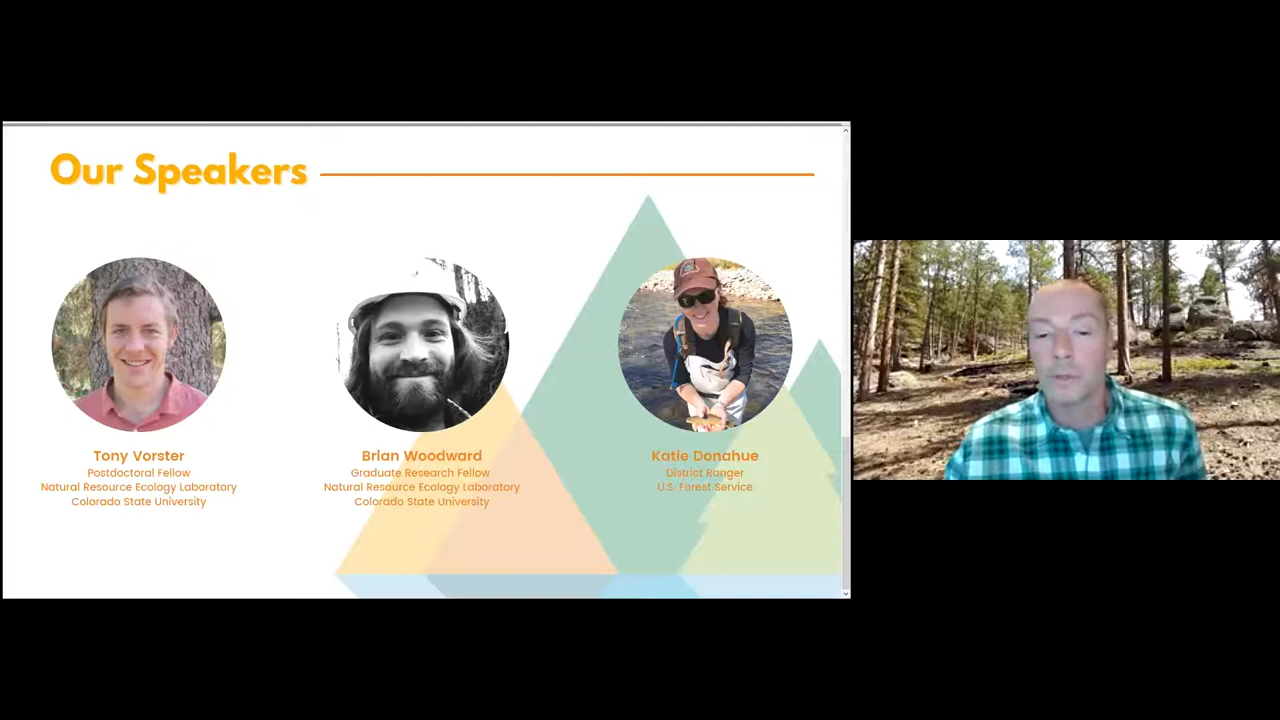 Our Speakers
Tony Vorster
Postdoctoral Fellow
Natural Resource Ecology Laboratory
Colorado State University
Brian Woodward
Graduate Research Fellow
Natural Resource Ecology Laboratory
Colorado State University
Katie Donahue
District Ranger
U.S. Forest Service